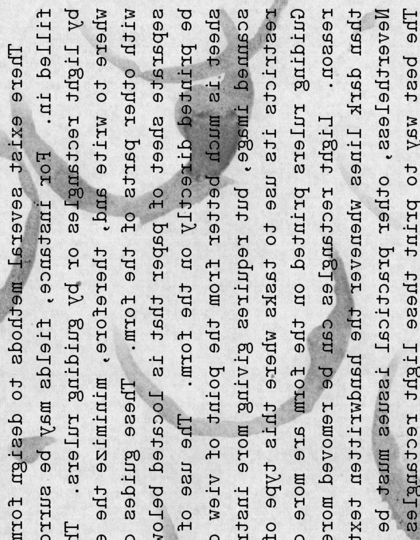 There exist several methods to design form
filled in. For instance, fields may be surro
by light rectangles or by guiding rulers. Th
where to write and, therefore, minimize the e
with other parts of the form. These guides c
separate sheet of paper that is located below
be printed directly on the form. The use of
sheet is much better from the point of view o
scanned image, but requires giving more instr
restricts its use to tasks where this type of
Guiding rulers printed on the form are more c
reason. Light rectangles can be removed more
than dark lines whenever the handwritten text
Nevertheless, other practical issues must be
The best way to print these light rectangles